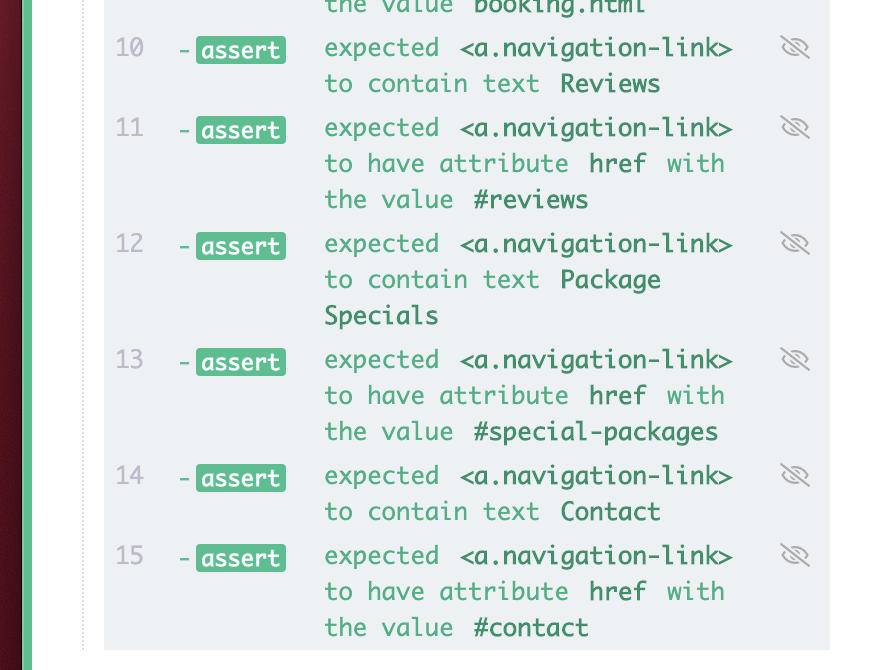 the value booking.html
10 - assert expected <a.navigation-link>
to contain text Reviews
11 - assert expected <a.navigation-link>
to have attribute href with
the value #reviews
12 - assert expected <a.navigation-link>
to contain text Package
Specials
13 - assert expected <a.navigation-link>
to have attribute href with
the value #special-packages
14 - assert expected <a.navigation-link>
to contain text Contact
15 - assert expected <a.navigation-link>
to have attribute href with
the value #contact